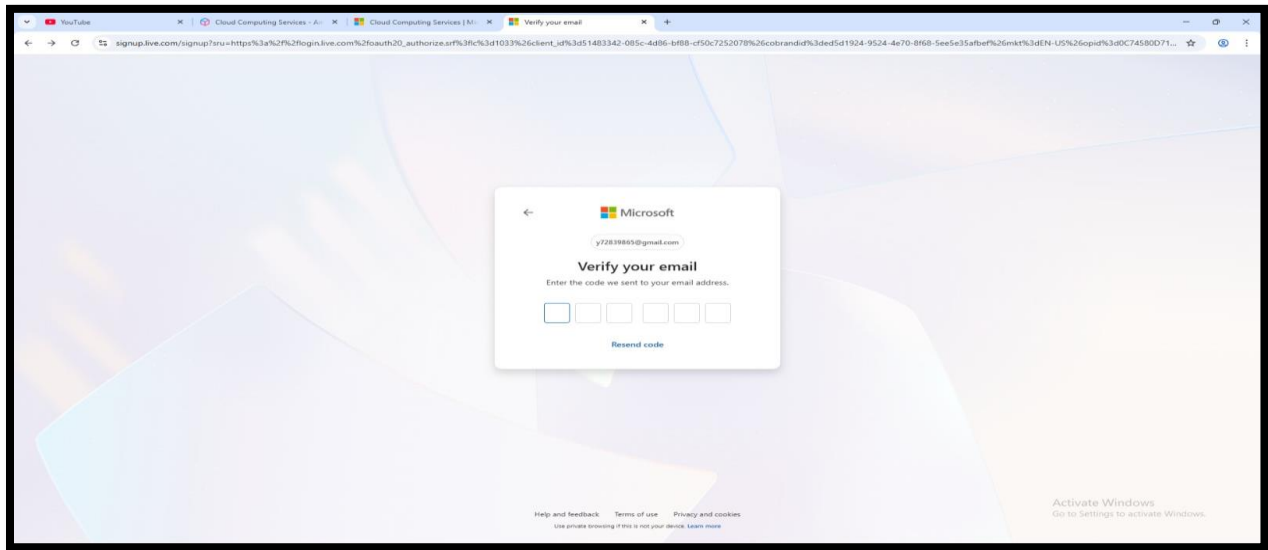 YouTube
Cloud Computing Services - An
Cloud Computing Services | Mi
Verify your email
signup.live.com/signup?sru=https%3a%2f%2flogin.live.com%2foauth20_authorize.srf%3flc%3d1033%26client_id%3d51483342-085c-4d86-bf88-cf50c7252078%26cobrandid%3ded5d1924-9524-4e70-8f68-5ee5e35afbef%26mkt%3dEN-US%26opid%3d0C74580D71...
Microsoft
y72839865@gmail.com
Verify your email
Enter the code we sent to your email address.
Resend code
Activate Windows
Go to Settings to activate Windows.
Help and feedback Terms of use Privacy and cookies
Use private browsing if this is not your device. Learn more